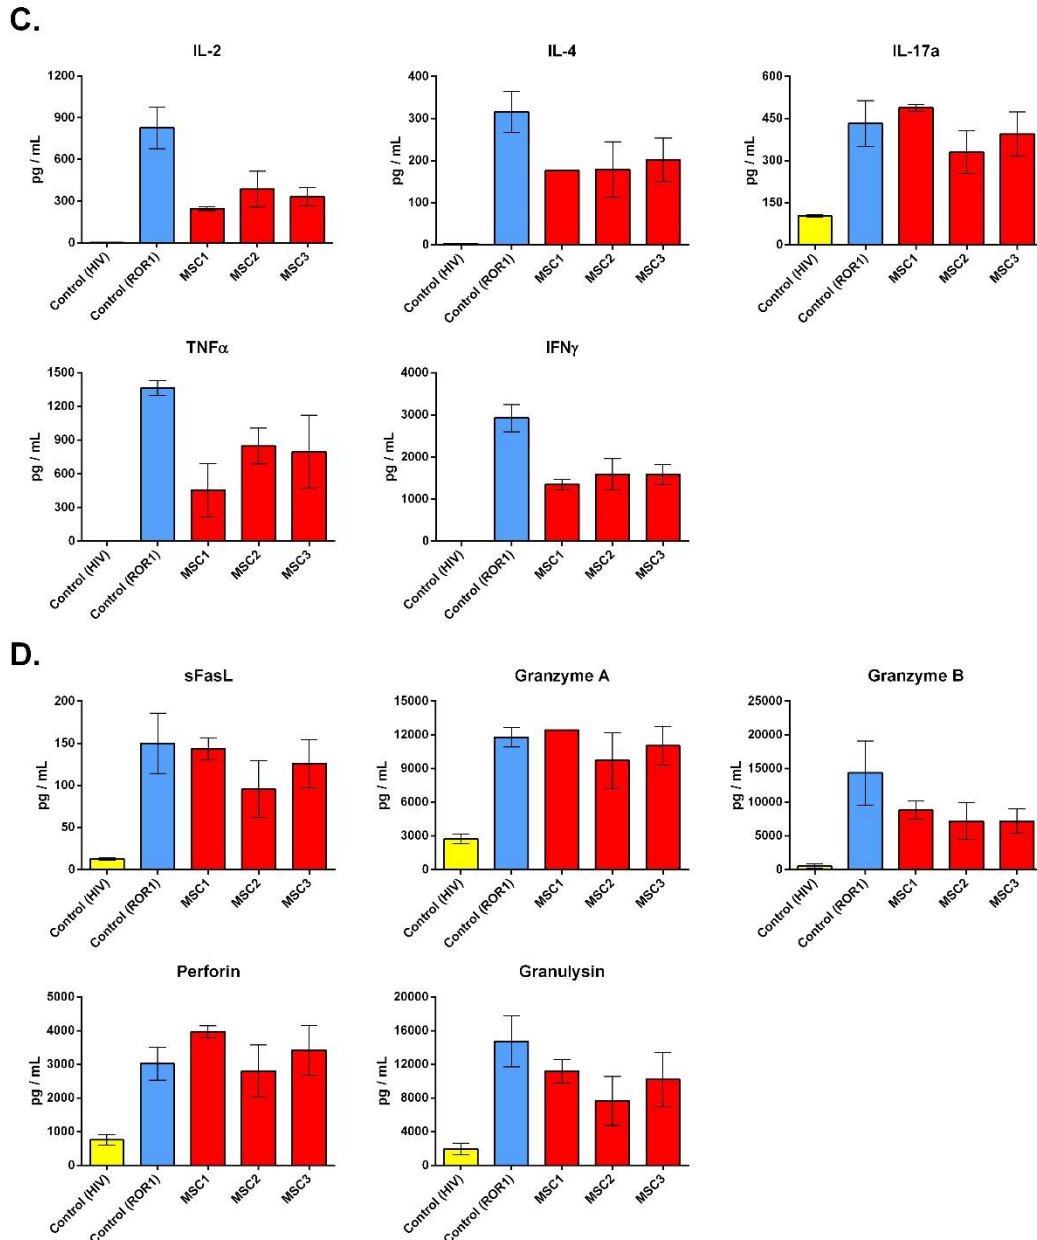 C.
IL-2
pg / mL
1200
900
600
300
0
Control (HIV)
Control (ROR1)
MSC1
MSC2
MSC3
IL-4
pg / mL
400
300
200
100
0
Control (HIV)
Control (ROR1)
MSC1
MSC2
MSC3
IL-17a
pg / mL
600
450
300
150
0
Control (HIV)
Control (ROR1)
MSC1
MSC2
MSC3
TNFα
pg / mL
1500
1200
900
600
300
0
Control (HIV)
Control (ROR1)
MSC1
MSC2
MSC3
IFNγ
pg / mL
4000
3000
2000
1000
0
Control (HIV)
Control (ROR1)
MSC1
MSC2
MSC3
D.
sFasL
pg / mL
200
150
100
50
0
Control (HIV)
Control (ROR1)
MSC1
MSC2
MSC3
Granzyme A
pg / mL
15000
12000
9000
6000
3000
0
Control (HIV)
Control (ROR1)
MSC1
MSC2
MSC3
Granzyme B
pg / mL
25000
20000
15000
10000
5000
0
Control (HIV)
Control (ROR1)
MSC1
MSC2
MSC3
Perforin
pg / mL
5000
4000
3000
2000
1000
0
Control (HIV)
Control (ROR1)
MSC1
MSC2
MSC3
Granulysin
pg / mL
20000
16000
12000
8000
4000
0
Control (HIV)
Control (ROR1)
MSC1
MSC2
MSC3